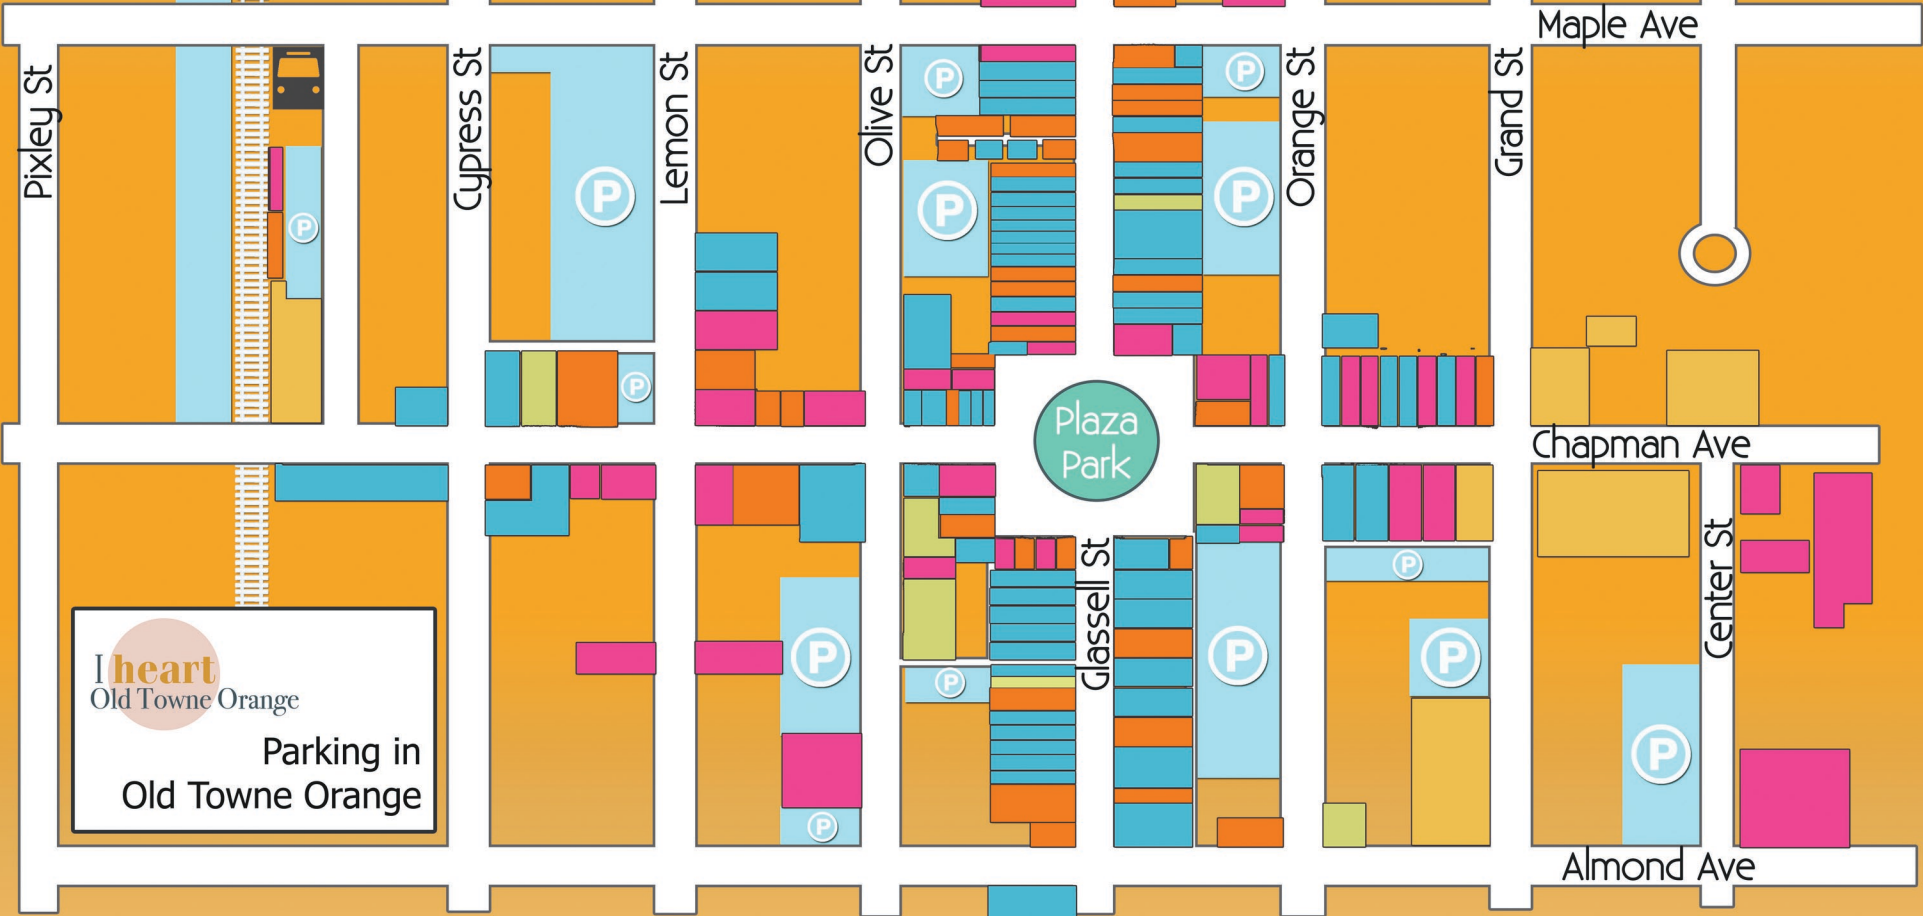 Maple Ave
Pixley St
Cypress St
Lemon St
Olive St
Orange St
Grand St
P
P
P
P
P
P
P
P
Plaza
Park
Chapman Ave
Glassell St
Center St
P
P
P
P
P
P
P
I heart
Old Towne Orange
Parking in
Old Towne Orange
Almond Ave